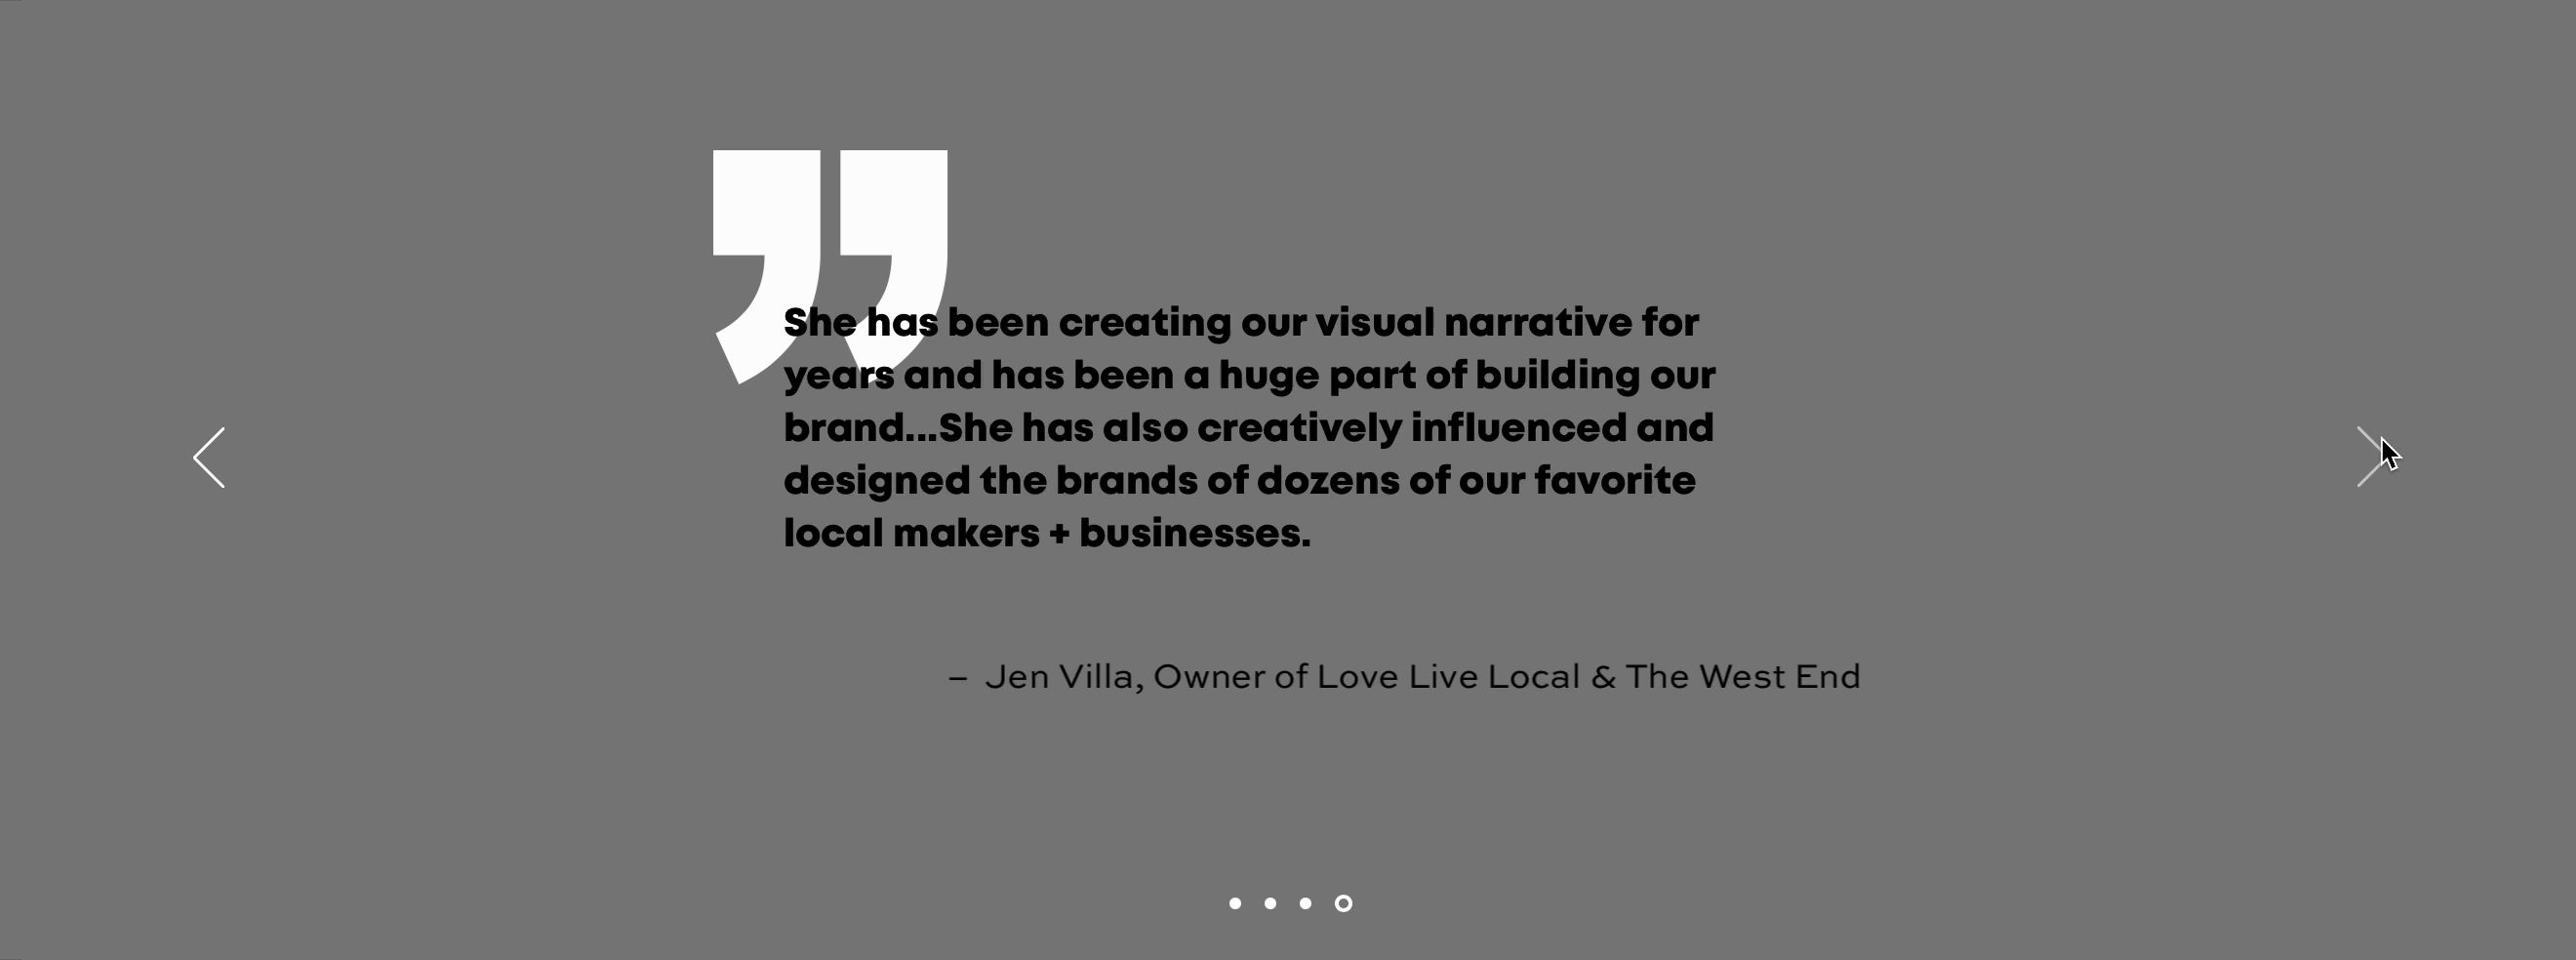 ”
She has been creating our visual narrative for
years and has been a huge part of building our
brand...She has also creatively influenced and
designed the brands of dozens of our favorite
local makers + businesses.
– Jen Villa, Owner of Love Live Local & The West End